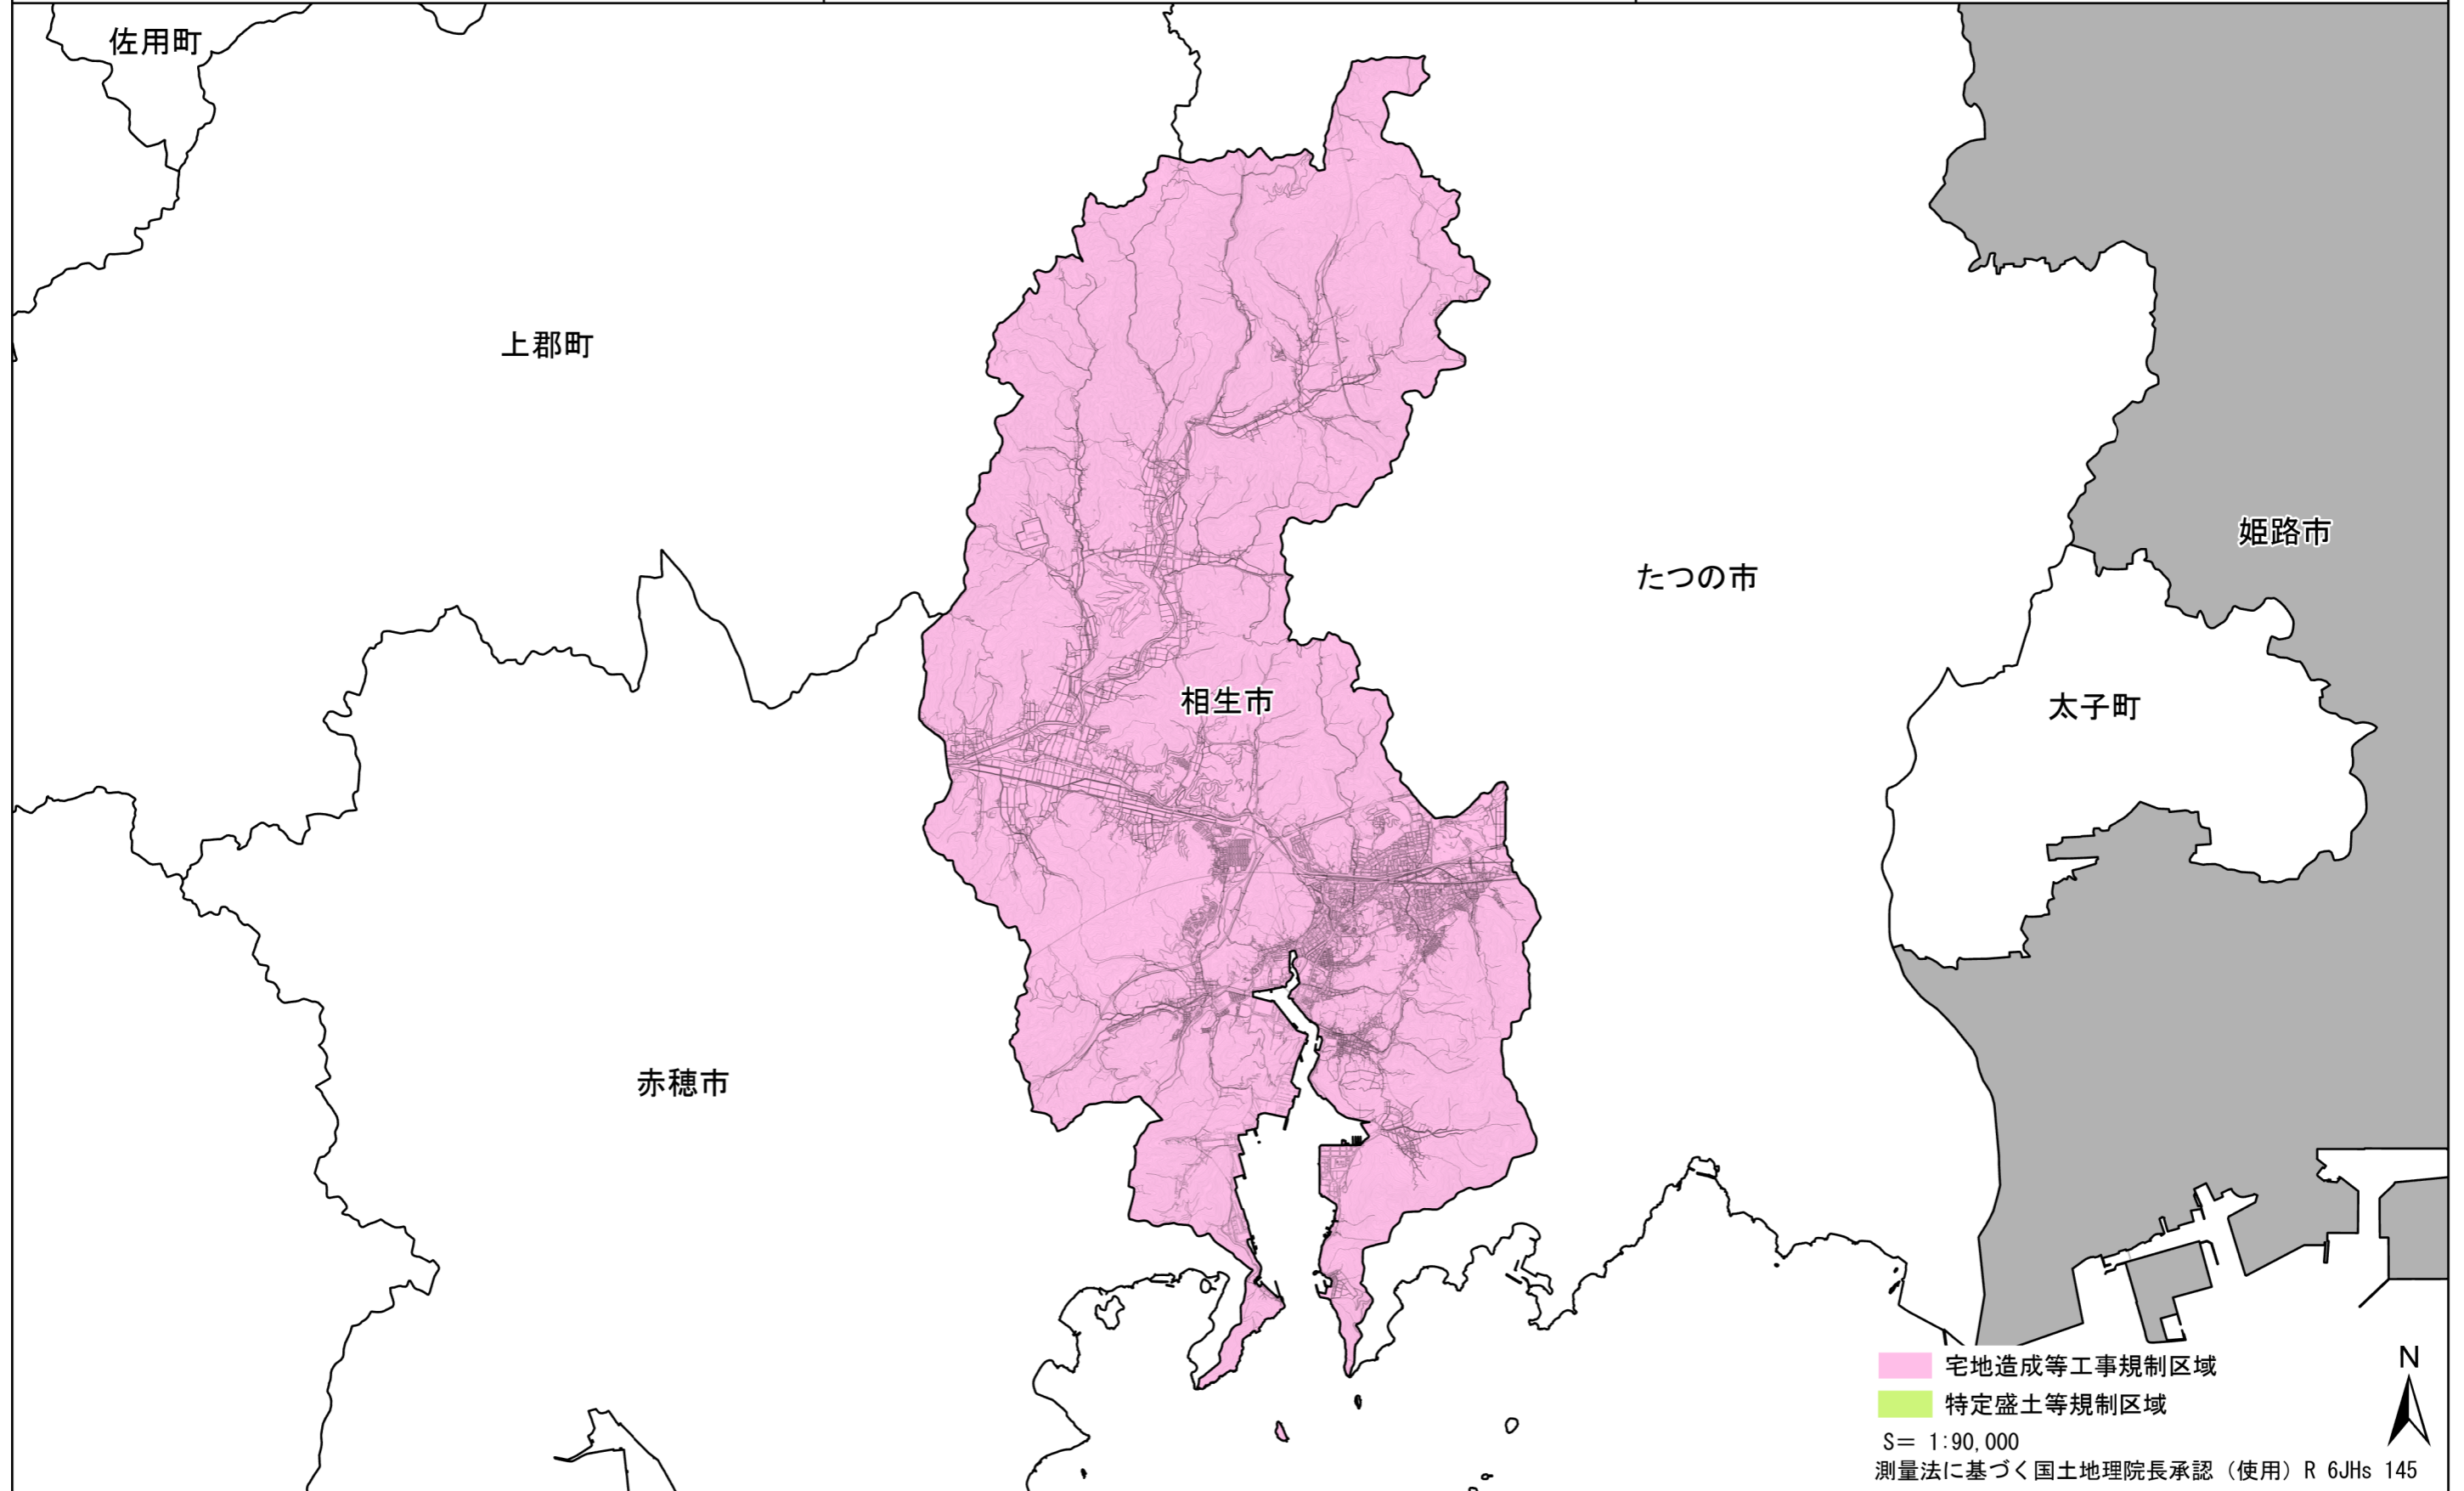 佐用町
上郡町
姫路市
たつの市
相生市
太子町
赤穂市
N
宅地造成等工事規制区域
特定盛土等規制区域
S= 1:90,000
測量法に基づく国土地理院長承認（使用）R 6JHs 145